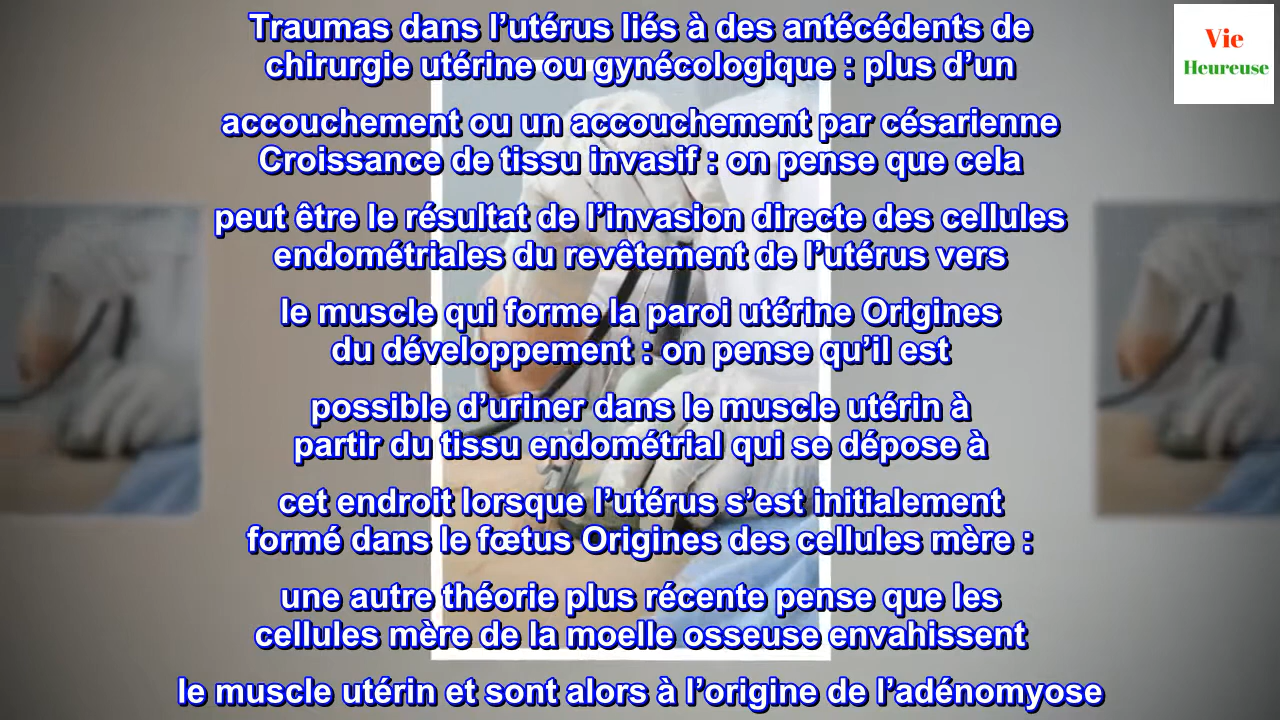 Traumas dans l’utérus liés à des antécédents de
chirurgie utérine ou gynécologique : plus d’un
accouchement ou un accouchement par césarienne
Croissance de tissu invasif : on pense que cela
peut être le résultat de l’invasion directe des cellules
endométriales du revêtement de l’utérus vers
le muscle qui forme la paroi utérine Origines
du développement : on pense qu’il est
possible d’uriner dans le muscle utérin à
partir du tissu endométrial qui se dépose à
cet endroit lorsque l’utérus s’est initialement
formé dans le fœtus Origines des cellules mère :
une autre théorie plus récente pense que les
cellules mère de la moelle osseuse envahissent
le muscle utérin et sont alors à l’origine de l’adénomyose
Vie
Heureuse